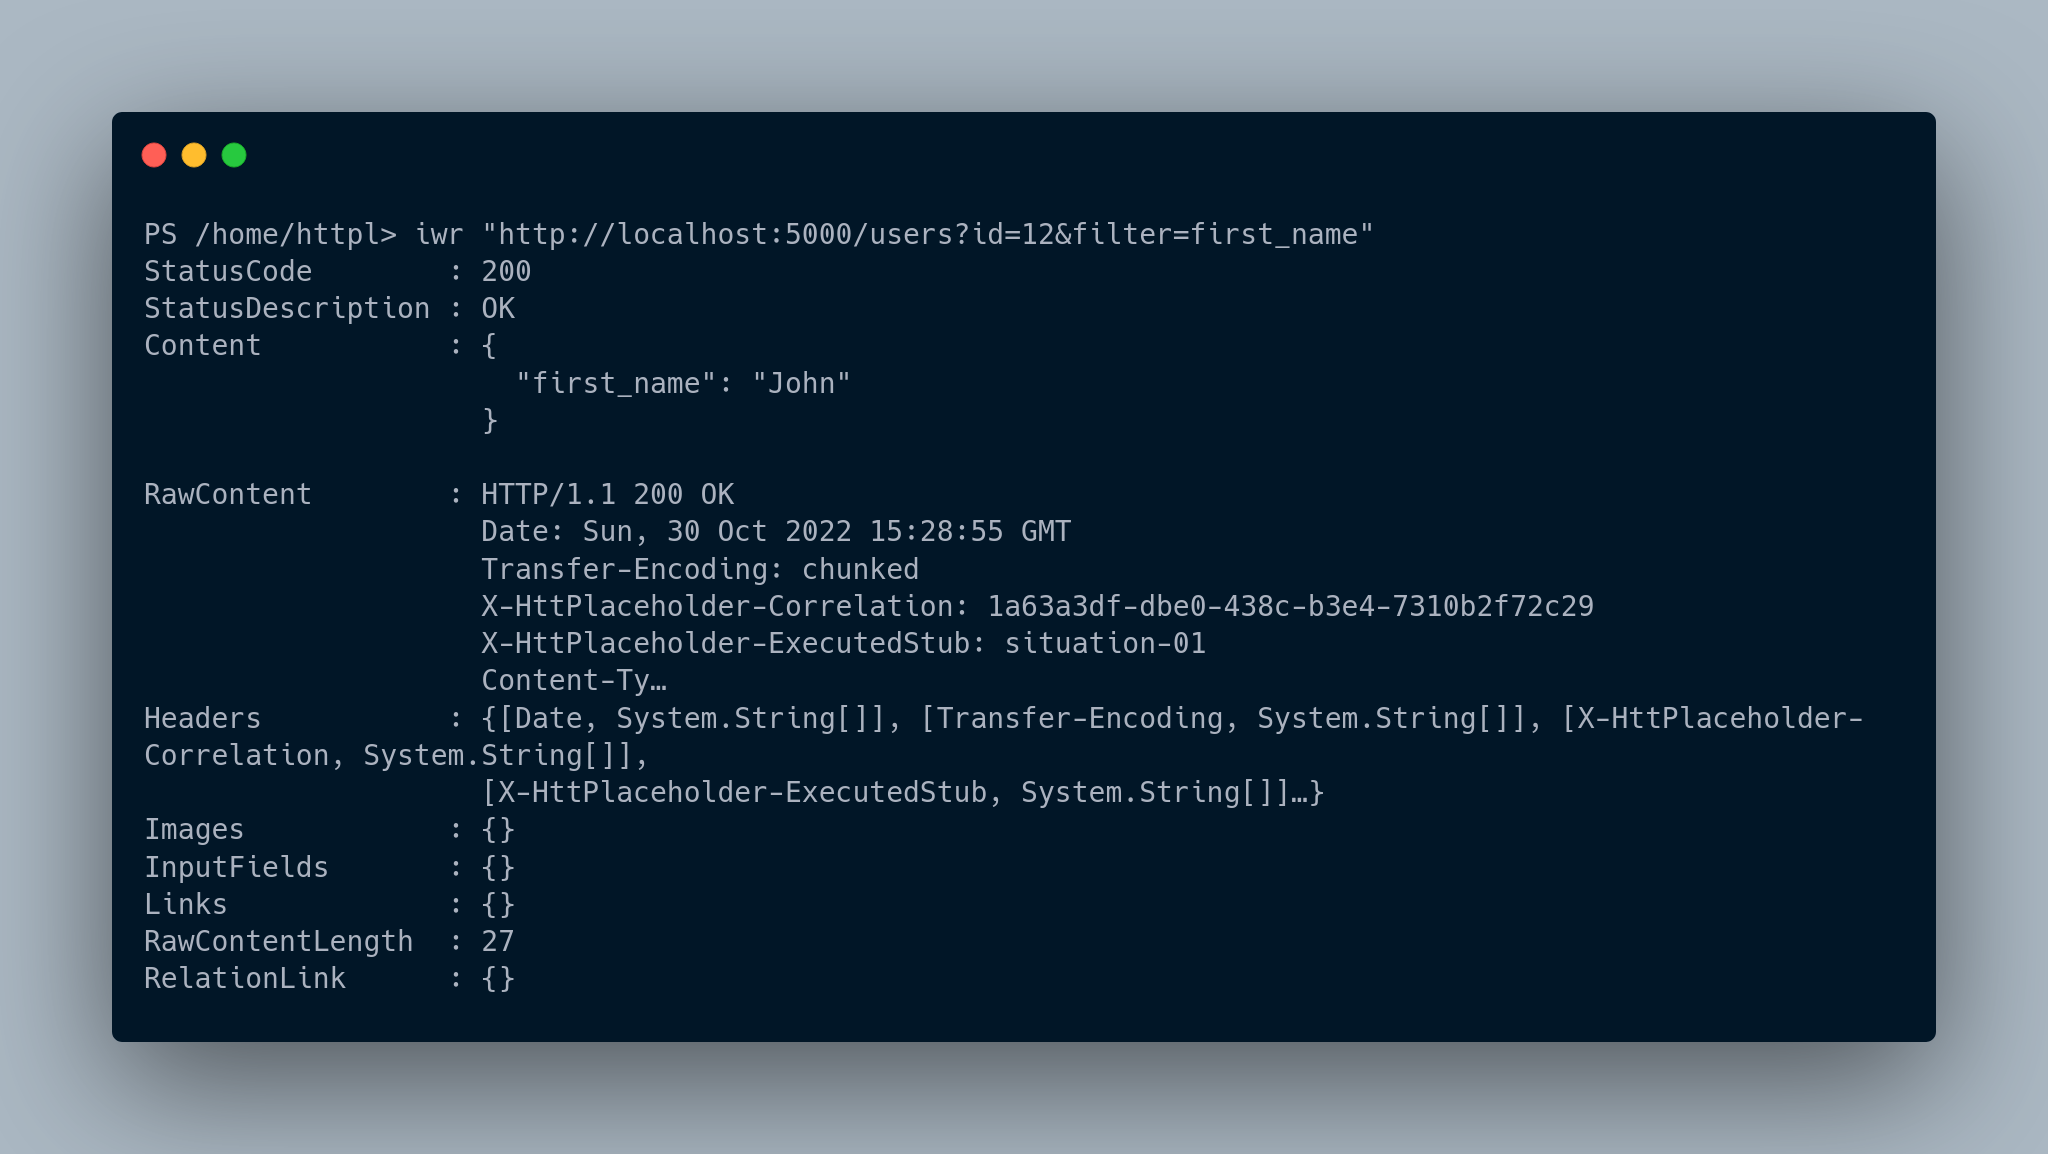 PS /home/httpl> iwr "http://localhost:5000/users?id=12&filter=first_name"
StatusCode        : 200
StatusDescription : OK
Content           : {
                      "first_name": "John"
                    }

RawContent        : HTTP/1.1 200 OK
                    Date: Sun, 30 Oct 2022 15:28:55 GMT
                    Transfer-Encoding: chunked
                    X-HttPlaceholder-Correlation: 1a63a3df-dbe0-438c-b3e4-7310b2f72c29
                    X-HttPlaceholder-ExecutedStub: situation-01
                    Content-Ty…
Headers           : {[Date, System.String[]], [Transfer-Encoding, System.String[]], [X-HttPlaceholder-
Correlation, System.String[]],
                    [X-HttPlaceholder-ExecutedStub, System.String[]]…}
Images            : {}
InputFields       : {}
Links             : {}
RawContentLength  : 27
RelationLink      : {}